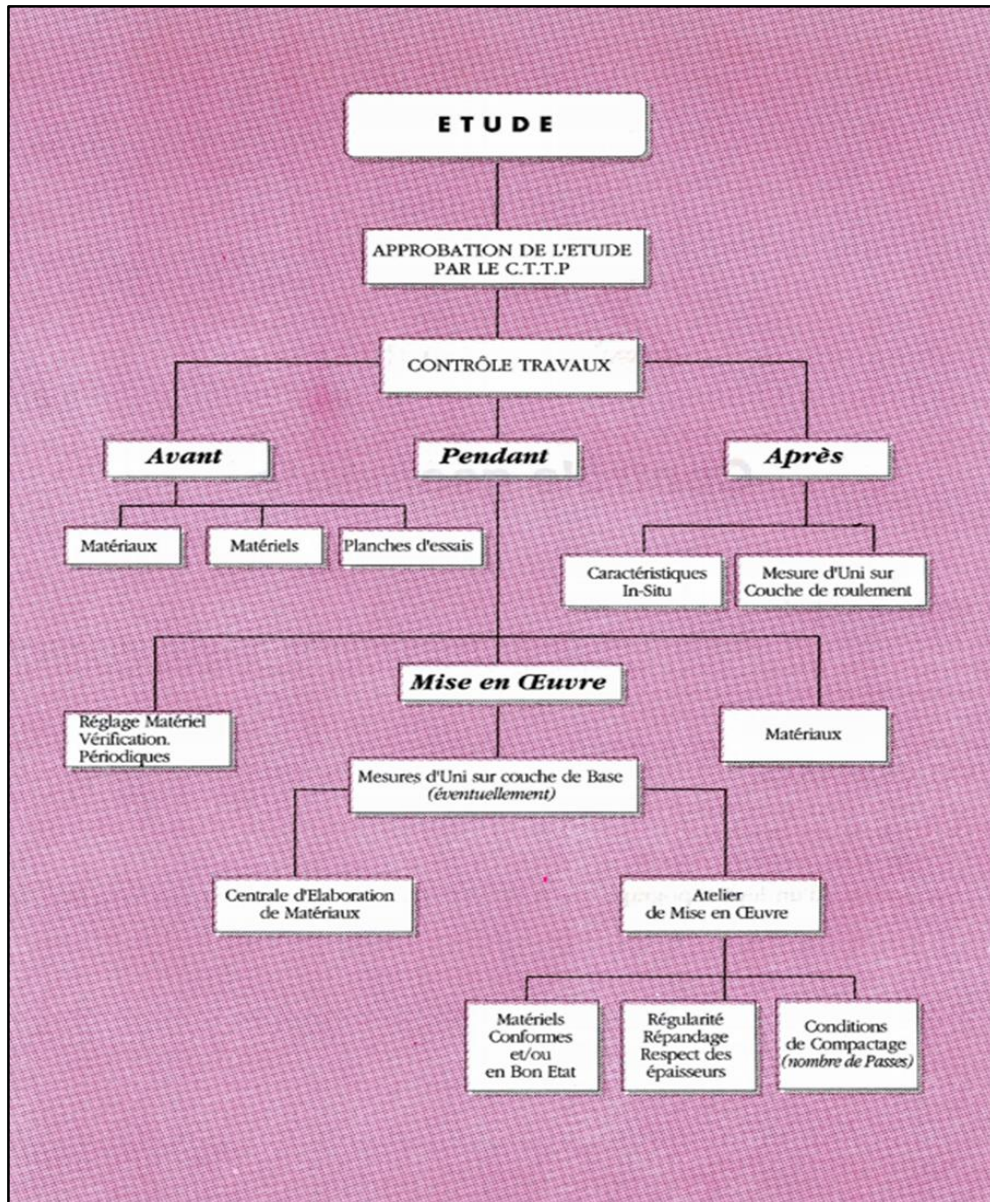 ETUDE
APPROBATION DE L'ETUDE
PAR LE C.T.T.P
CONTRÔLE TRAVAUX
Avant
Pendant
Après
Matériaux
Matériels
Planches d'essais
Caractéristiques
In-Situ
Mesure d'Uni sur
Couche de roulement
Mise en Œuvre
Réglage Matériel
Vérification.
Périodiques
Matériaux
Mesures d'Uni sur couche de Base
(éventuellement)
Centrale d'Elaboration
de Matériaux
Atelier
de Mise en Œuvre
Matériels
Conformes
et/ou
en Bon Etat
Régularité
Répandage
Respect des
épaisseurs
Conditions
de Compactage
(nombre de Passes)